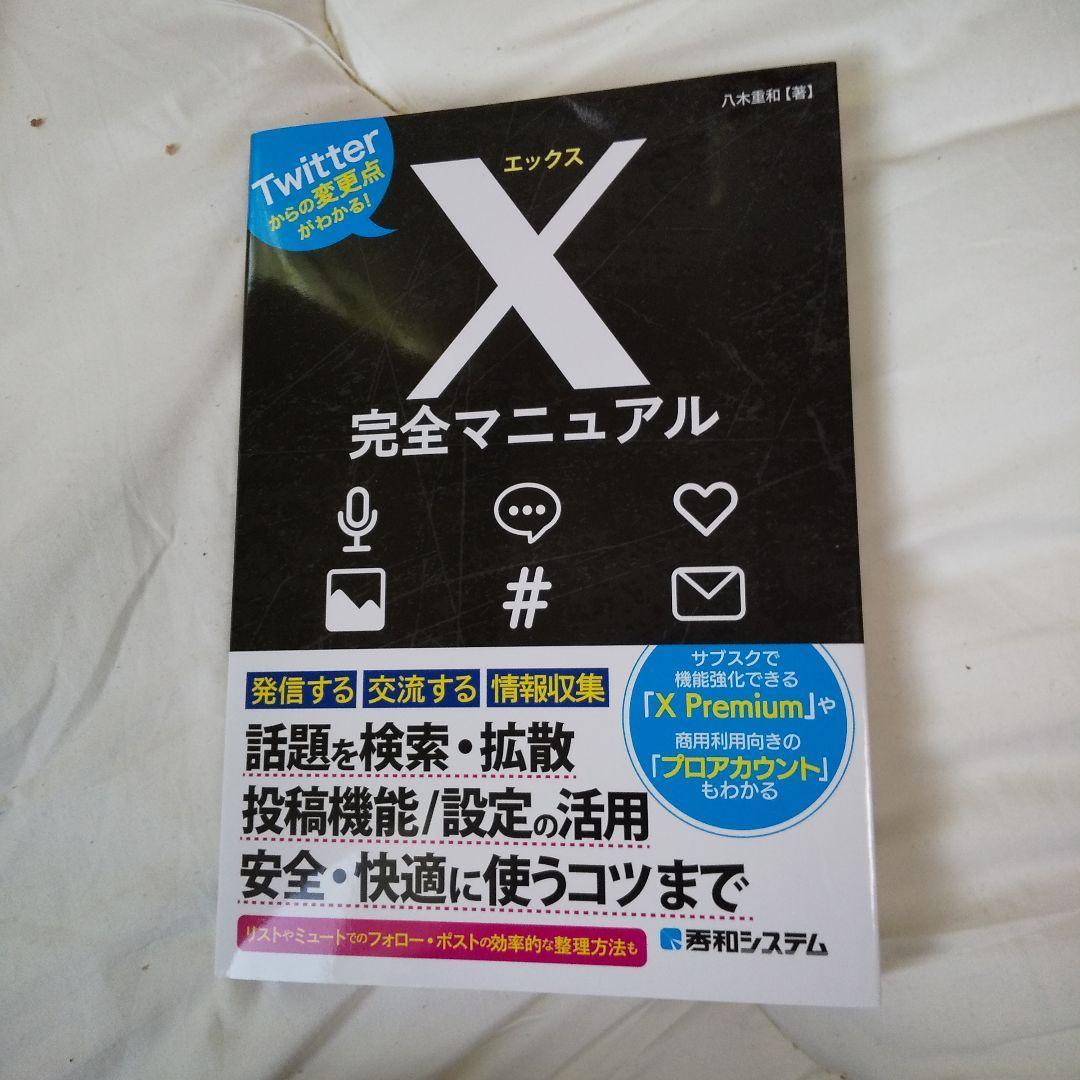 八木重和【著】
Twitter
からの変更点
がわかる!
エックス
X
完全マニュアル
#
発信する 交流する 情報収集
話題を検索・拡散
投稿機能/設定の活用
安全・快適に使うコツまで
サブスクで
機能強化できる
「X Premium」や
商用利用向きの
「プロアカウント」
もわかる
リストやミュートでのフォロー・ポストの効率的な整理方法も
秀和システム